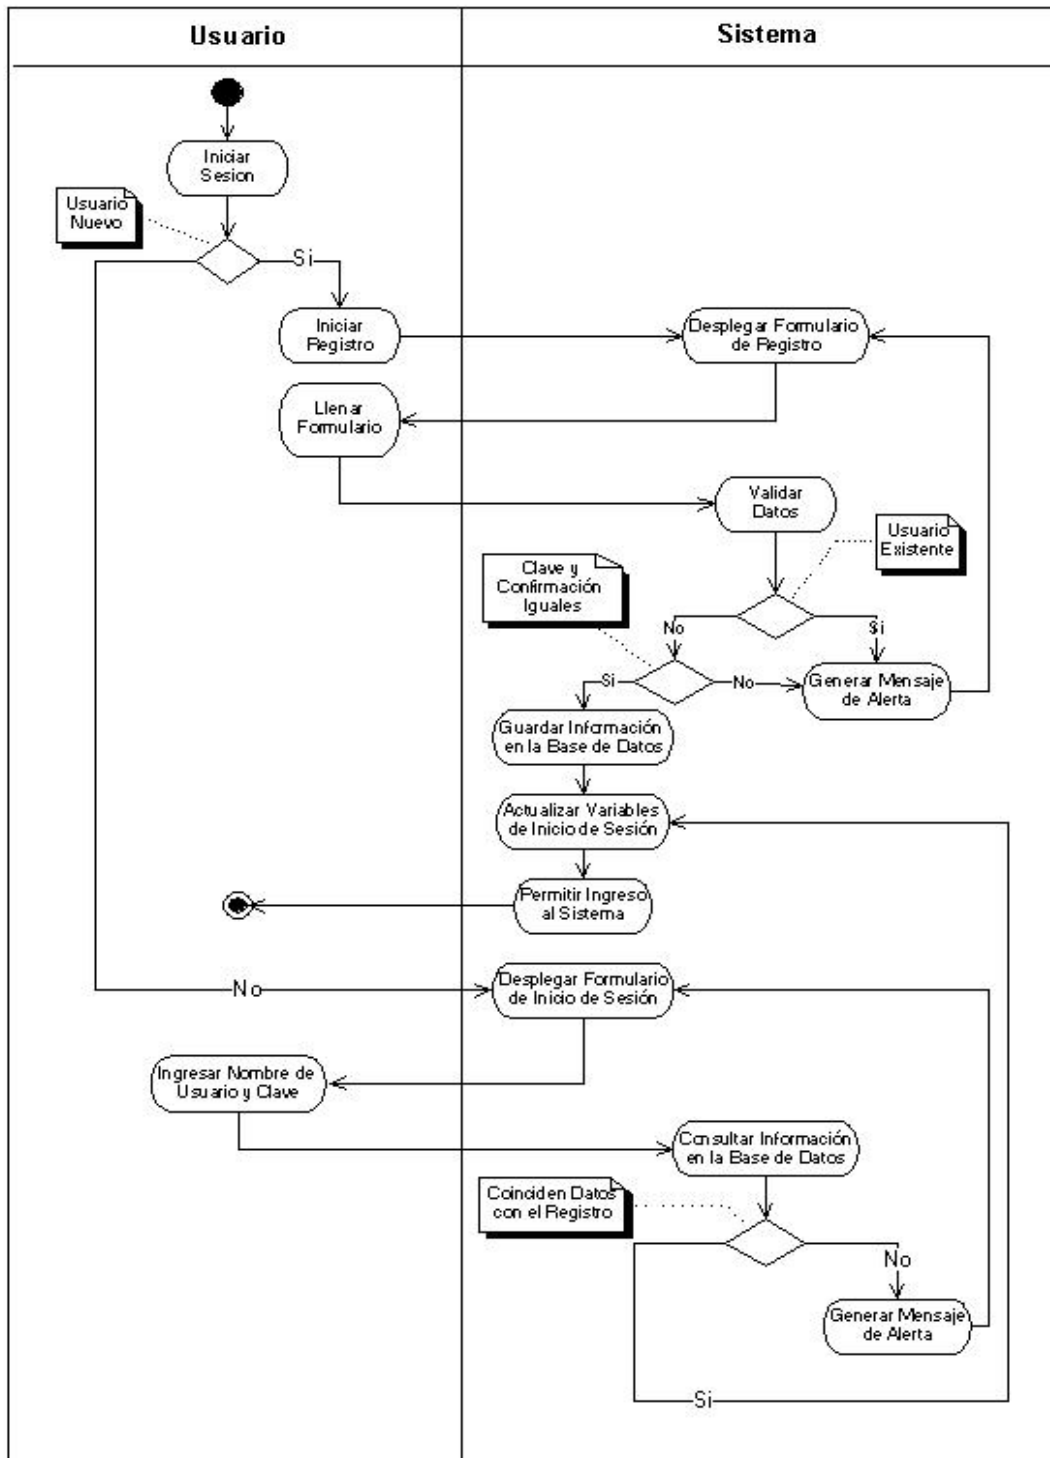 Usuario
Sistema
Iniciar
Sesion
Usuario
Nuevo
Si
Iniciar
Registro
Desplegar Formulario
de Registro
Llenar
Formulario
Validar
Datos
Usuario
Existente
Clave y
Confirmación
Iguales
No
Si
Si
No
Generar Mensaje
de Alerta
Guardar Información
en la Base de Datos
Actualizar Variables
de Inicio de Sesión
Permitir Ingreso
al Sistema
No
Desplegar Formulario
de Inicio de Sesión
Ingresar Nombre de
Usuario y Clave
Consultar Información
en la Base de Datos
Coinciden Datos
con el Registro
No
Generar Mensaje
de Alerta
Si